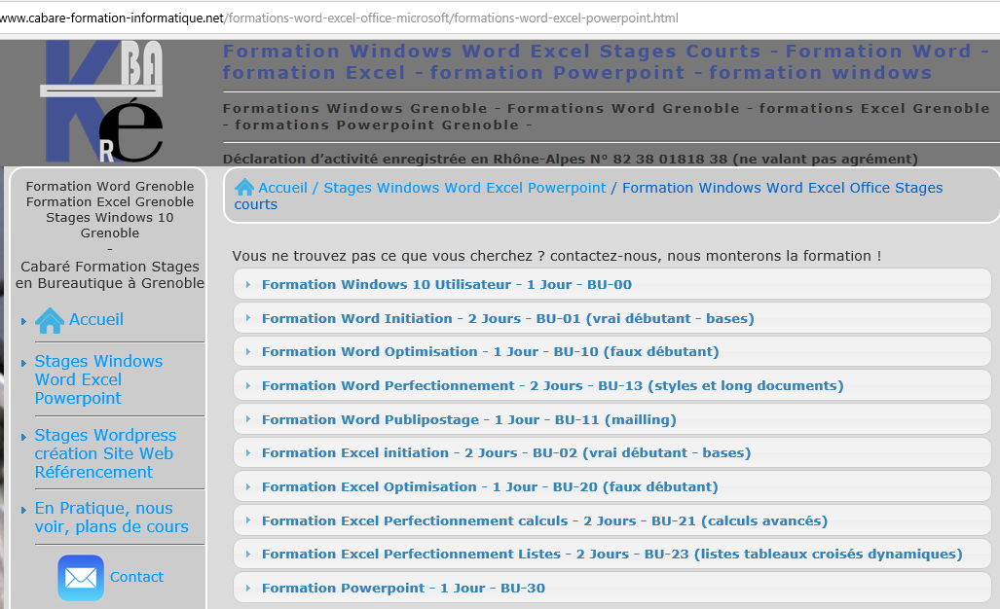 www.cabare-formation-informatique.net/formations-word-excel-office-microsoft/formations-word-excel-powerpoint.html
K BA
Ré
Formation Windows Word Excel Stages Courts - Formation Word -
formation Excel - formation Powerpoint - formation windows
Formations Windows Grenoble - Formations Word Grenoble - formations Excel Grenoble
- formations Powerpoint Grenoble -
Déclaration d’activité enregistrée en Rhône-Alpes N° 82 38 01818 38 (ne valant pas agrément)
Formation Word Grenoble
Formation Excel Grenoble
Stages Windows 10
Grenoble
-
Cabaré Formation Stages
en Bureautique à Grenoble
Accueil
Stages Windows
Word Excel
Powerpoint
Stages Wordpress
création Site Web
Référencement
En Pratique, nous
voir, plans de cours
Contact
Accueil / Stages Windows Word Excel Powerpoint / Formation Windows Word Excel Office Stages
courts
Vous ne trouvez pas ce que vous cherchez ? contactez-nous, nous monterons la formation !
Formation Windows 10 Utilisateur - 1 Jour - BU-00
Formation Word Initiation - 2 Jours - BU-01 (vrai débutant - bases)
Formation Word Optimisation - 1 Jour - BU-10 (faux débutant)
Formation Word Perfectionnement - 2 Jours - BU-13 (styles et long documents)
Formation Word Publipostage - 1 Jour - BU-11 (mailling)
Formation Excel initiation - 2 Jours - BU-02 (vrai débutant - bases)
Formation Excel Optimisation - 1 Jour - BU-20 (faux débutant)
Formation Excel Perfectionnement calculs - 2 Jours - BU-21 (calculs avancés)
Formation Excel Perfectionnement Listes - 2 Jours - BU-23 (listes tableaux croisés dynamiques)
Formation Powerpoint - 1 Jour - BU-30